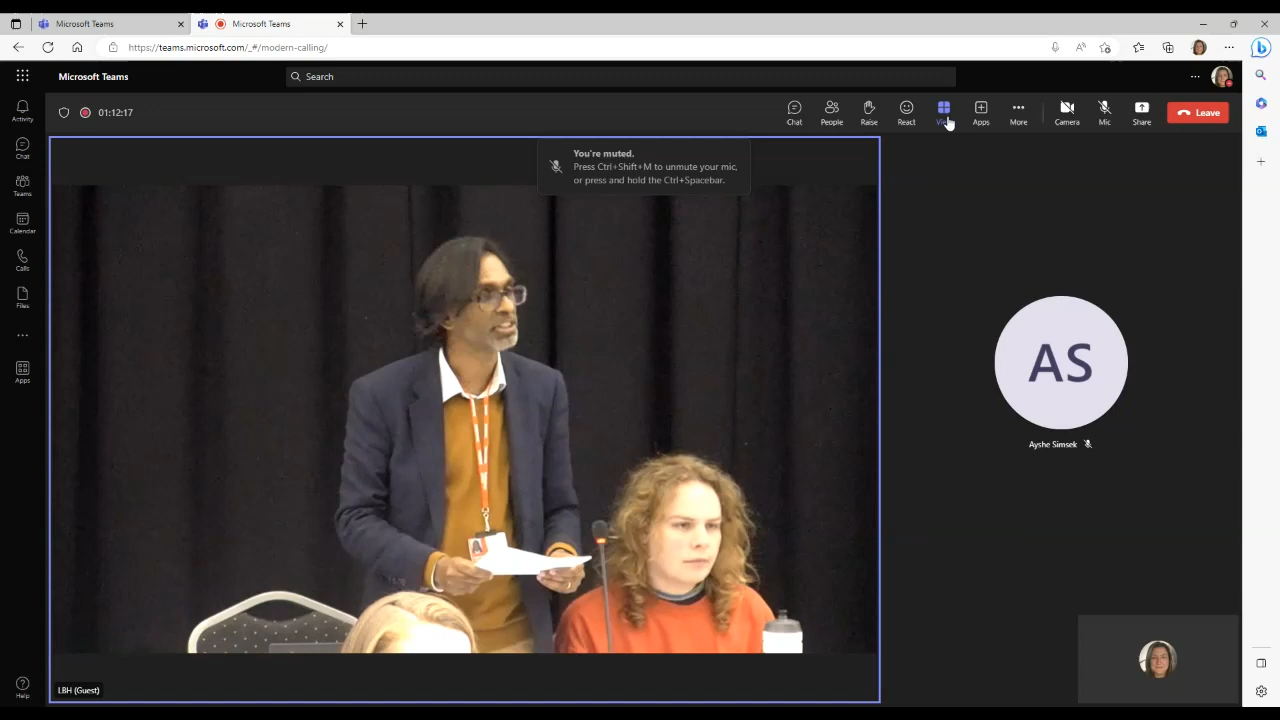 Microsoft Teams
Microsoft Teams
https://teams.microsoft.com/_#/modern-calling/
Microsoft Teams
Search
01:12:17
Chat
People
Raise
React
View
Apps
More
Camera
Mic
Share
Leave
Activity
Chat
Teams
Calendar
Calls
Files
Apps
Help
You're muted.
Press Ctrl+Shift+M to unmute your mic,
or press and hold the Ctrl+Spacebar.
AS
Ayshe Simsek
LBH (Guest)